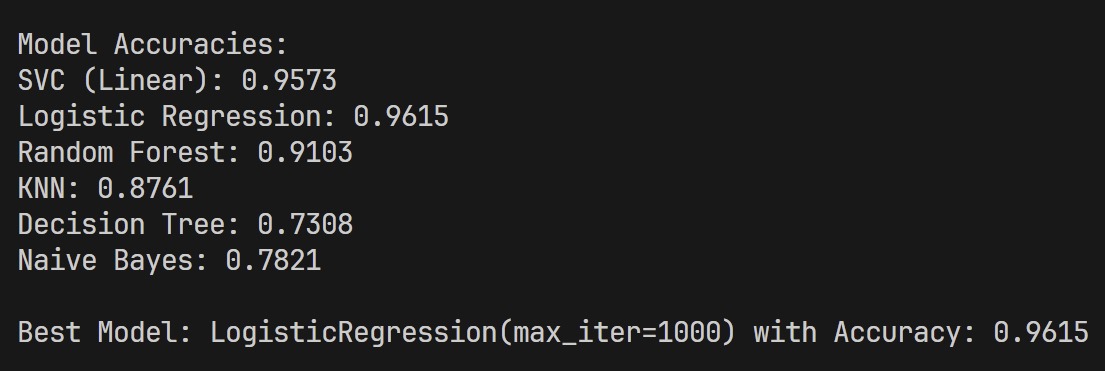 Model Accuracies:
SVC (Linear): 0.9573
Logistic Regression: 0.9615
Random Forest: 0.9103
KNN: 0.8761
Decision Tree: 0.7308
Naive Bayes: 0.7821
Best Model: LogisticRegression(max_iter=1000) with Accuracy: 0.9615